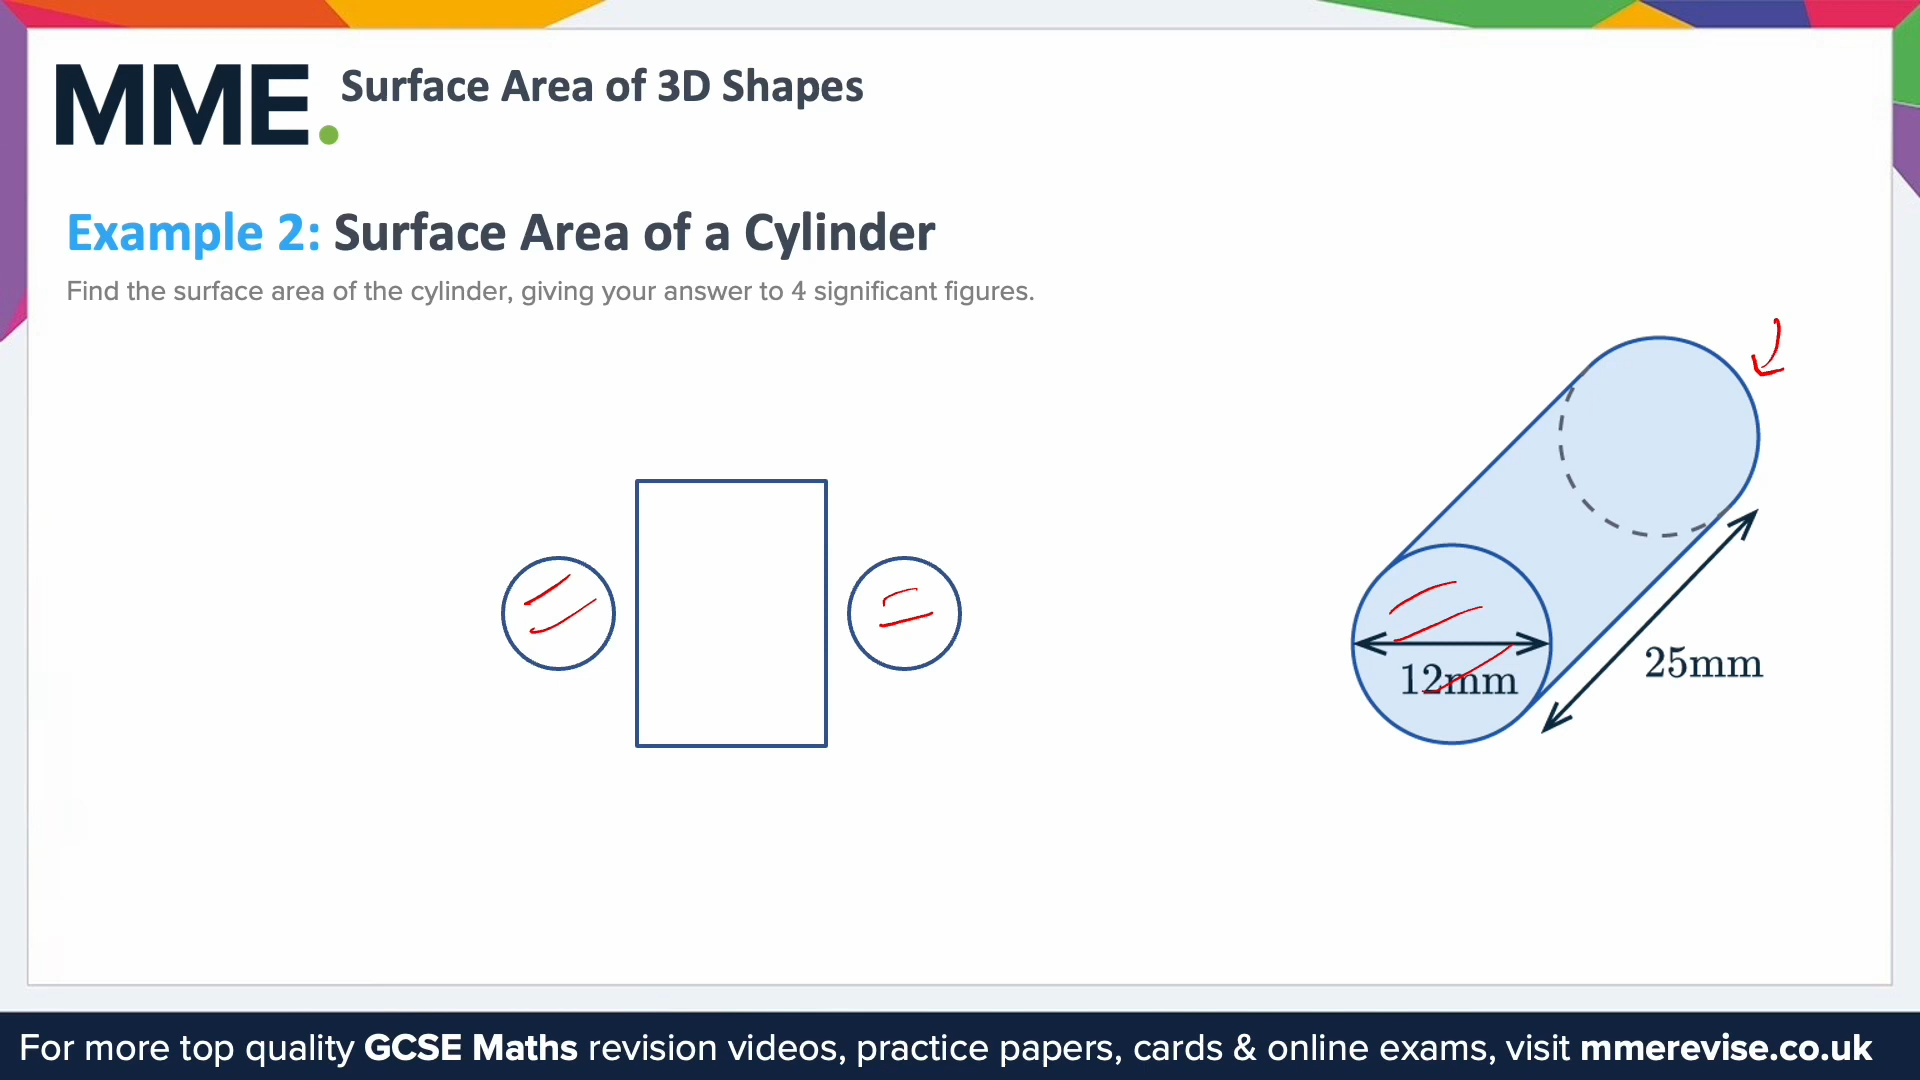 MME.
Surface Area of 3D Shapes
Example 2: Surface Area of a Cylinder
Find the surface area of the cylinder, giving your answer to 4 significant figures.
12mm
25mm
For more top quality GCSE Maths revision videos, practice papers, cards & online exams, visit mmerevise.co.uk